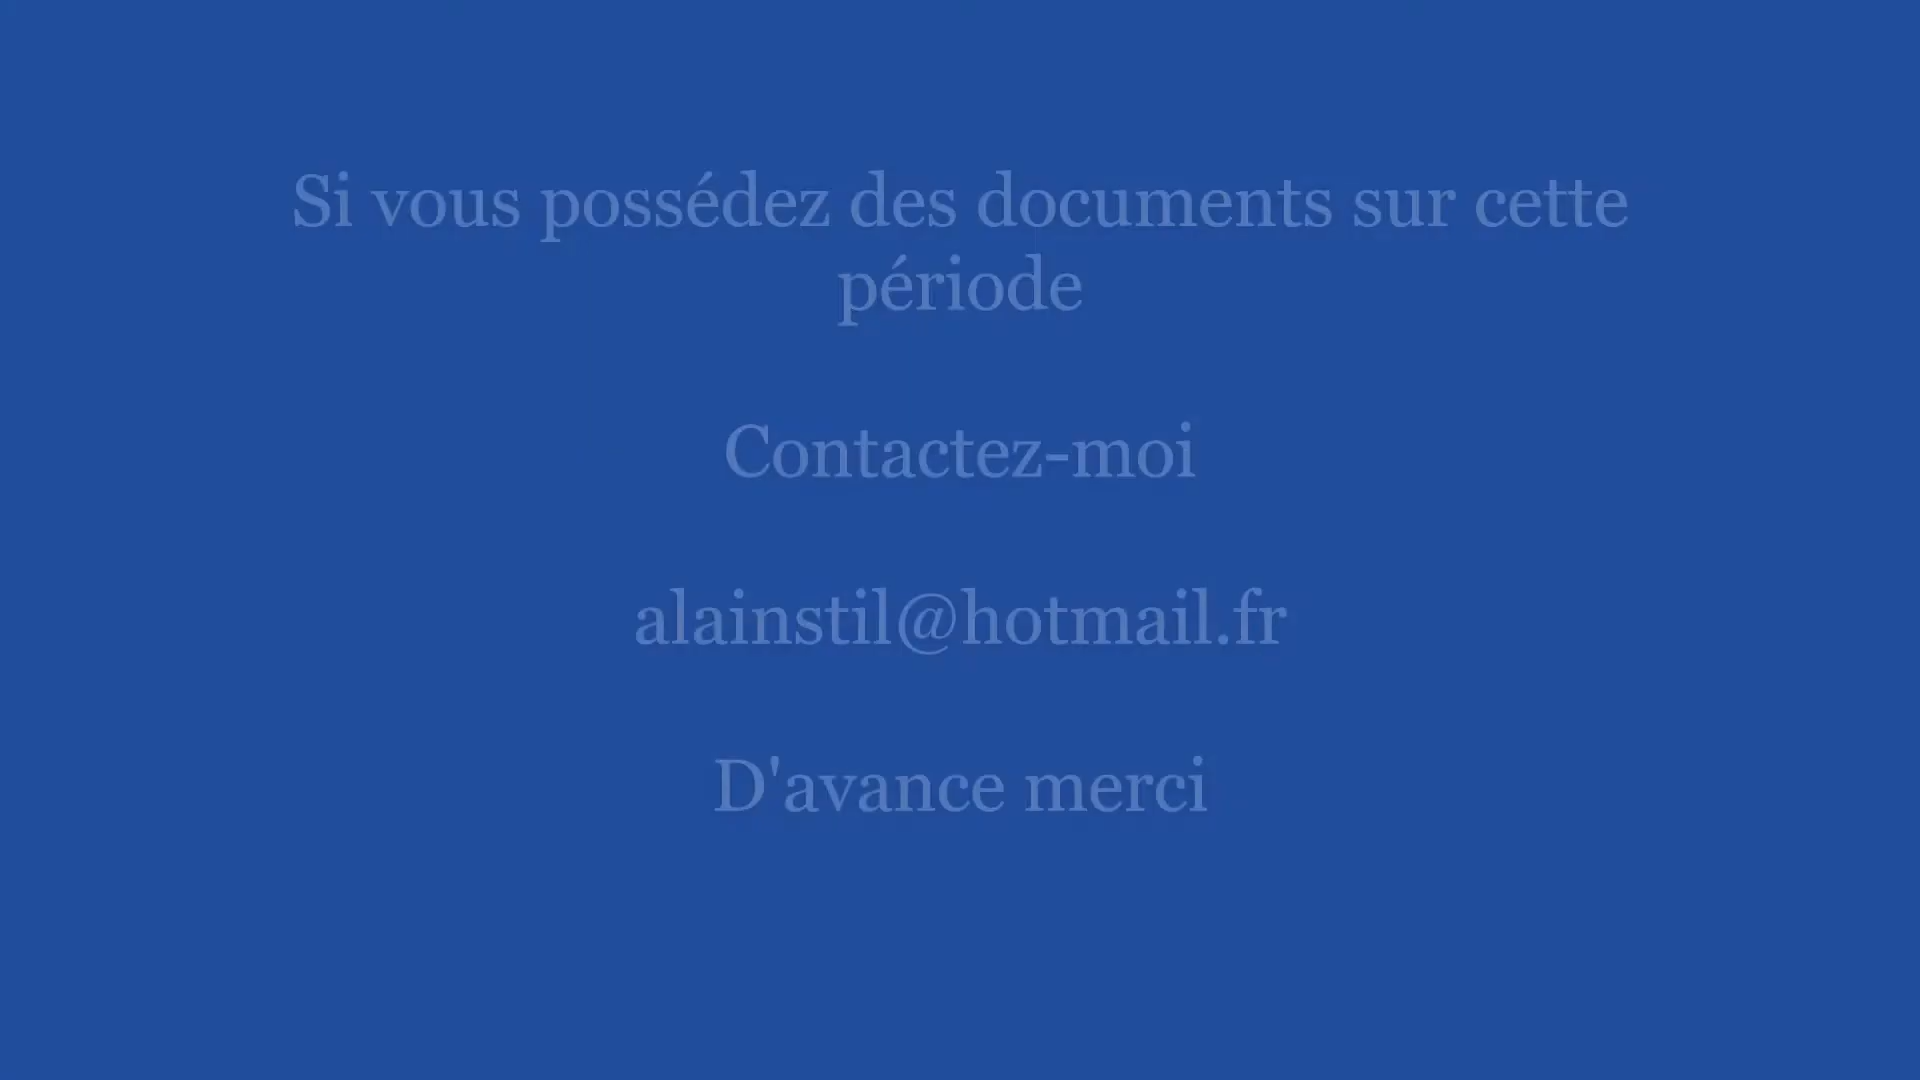 Si vous possédez des documents sur cette
période
Contactez-moi
alainstil@hotmail.fr
D'avance merci